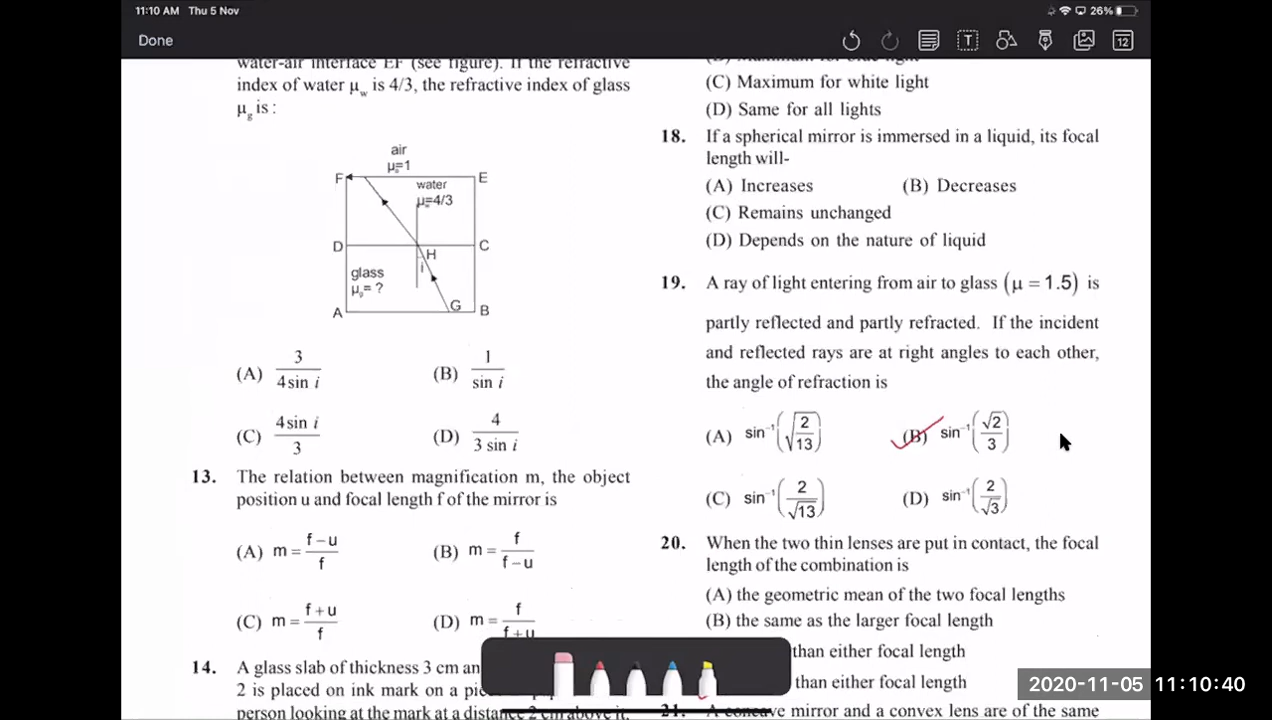 11:10 AM Thu 5 Nov
26%
Done
T
12
water-air interface EF (see figure). If the refractive
index of water μw is 4/3, the refractive index of glass
μg is :
air
μa=1
F
E
water
μw=4/3
D
C
H
i
glass
μg= ?
G
A
B
(A) 3/(4 sin i)
(B) 1/(sin i)
(C) (4 sin i)/3
(D) 4/(3 sin i)
13. The relation between magnification m, the object
position u and focal length f of the mirror is
(A) m = (f – u)/f
(B) m = f/(f – u)
(C) m = (f + u)/f
(D) m = f/(f + u)
14. A glass slab of thickness 3 cm an
2 is placed on ink mark on a pie
person looking at the mark at a distance 2 cm above it,
(C) Maximum for white light
(D) Same for all lights
18. If a spherical mirror is immersed in a liquid, its focal
length will-
(A) Increases
(B) Decreases
(C) Remains unchanged
(D) Depends on the nature of liquid
19. A ray of light entering from air to glass (μ = 1.5) is
partly reflected and partly refracted. If the incident
and reflected rays are at right angles to each other,
the angle of refraction is
(A) sin⁻¹(√(2/13))
(B) sin⁻¹(√2/3)
(C) sin⁻¹(2/√13)
(D) sin⁻¹(2/√3)
20. When the two thin lenses are put in contact, the focal
length of the combination is
(A) the geometric mean of the two focal lengths
(B) the same as the larger focal length
than either focal length
than either focal length
21. A concave mirror and a convex lens are of the same
2020-11-05 11:10:40